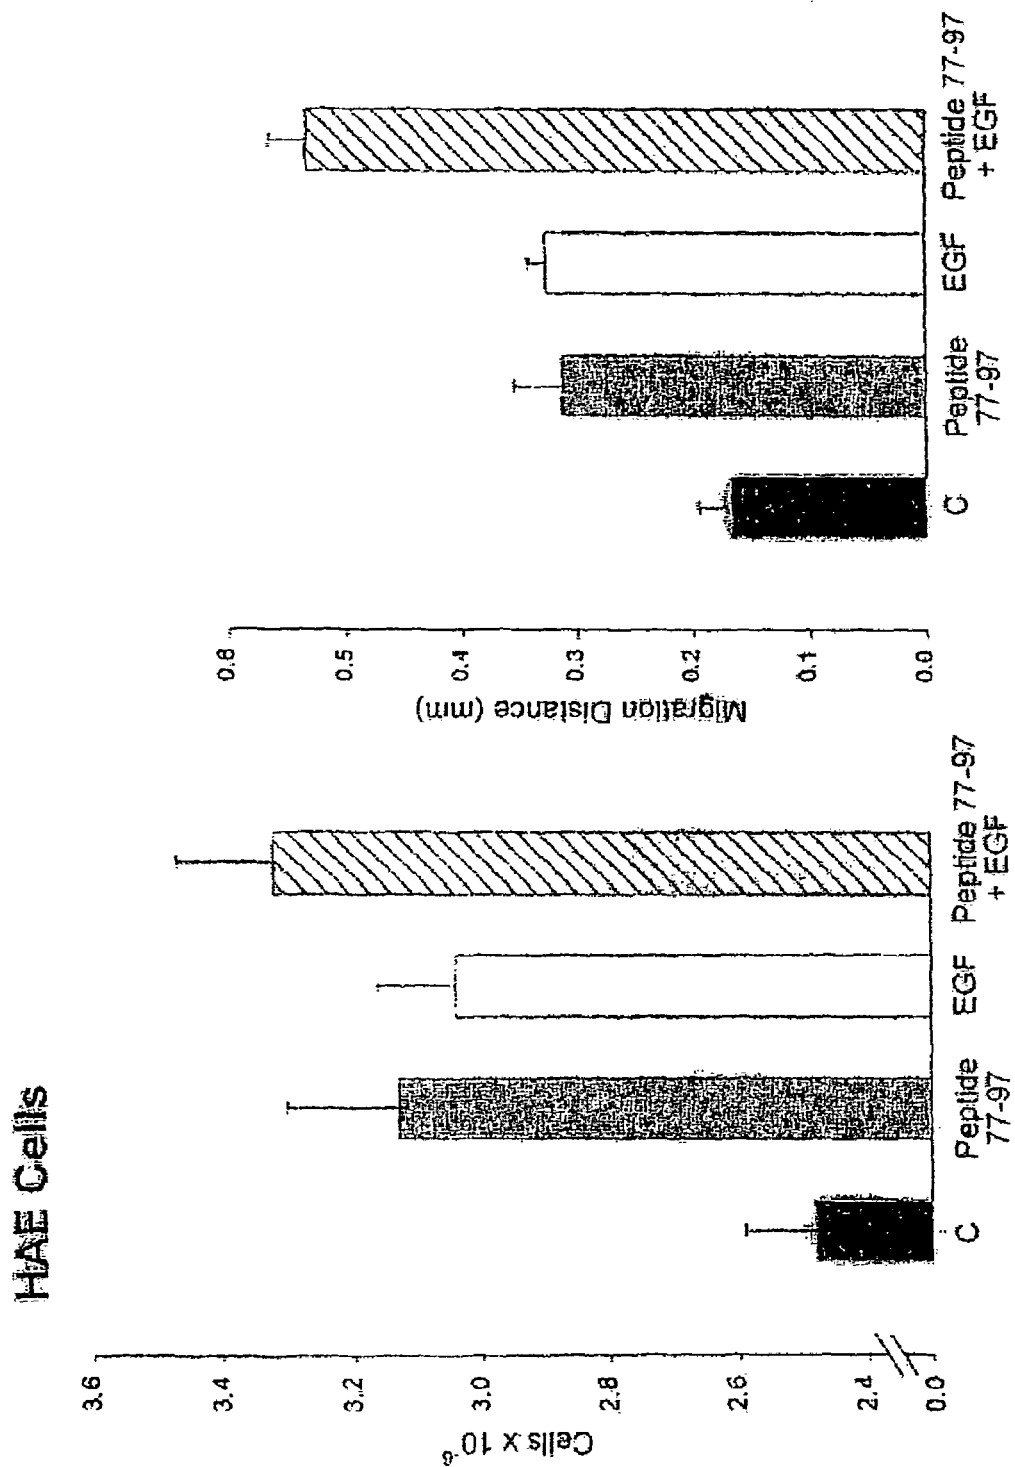 HAE Cells
Cells x 10-6
3.6
3.4
3.2
3.0
2.8
2.6
2.4
0.0
C
Peptide
77-97
EGF
Peptide 77-97
+ EGF
Migration Distance (mm)
0.6
0.5
0.4
0.3
0.2
0.1
0.0
C
Peptide
77-97
EGF
Peptide 77-97
+ EGF